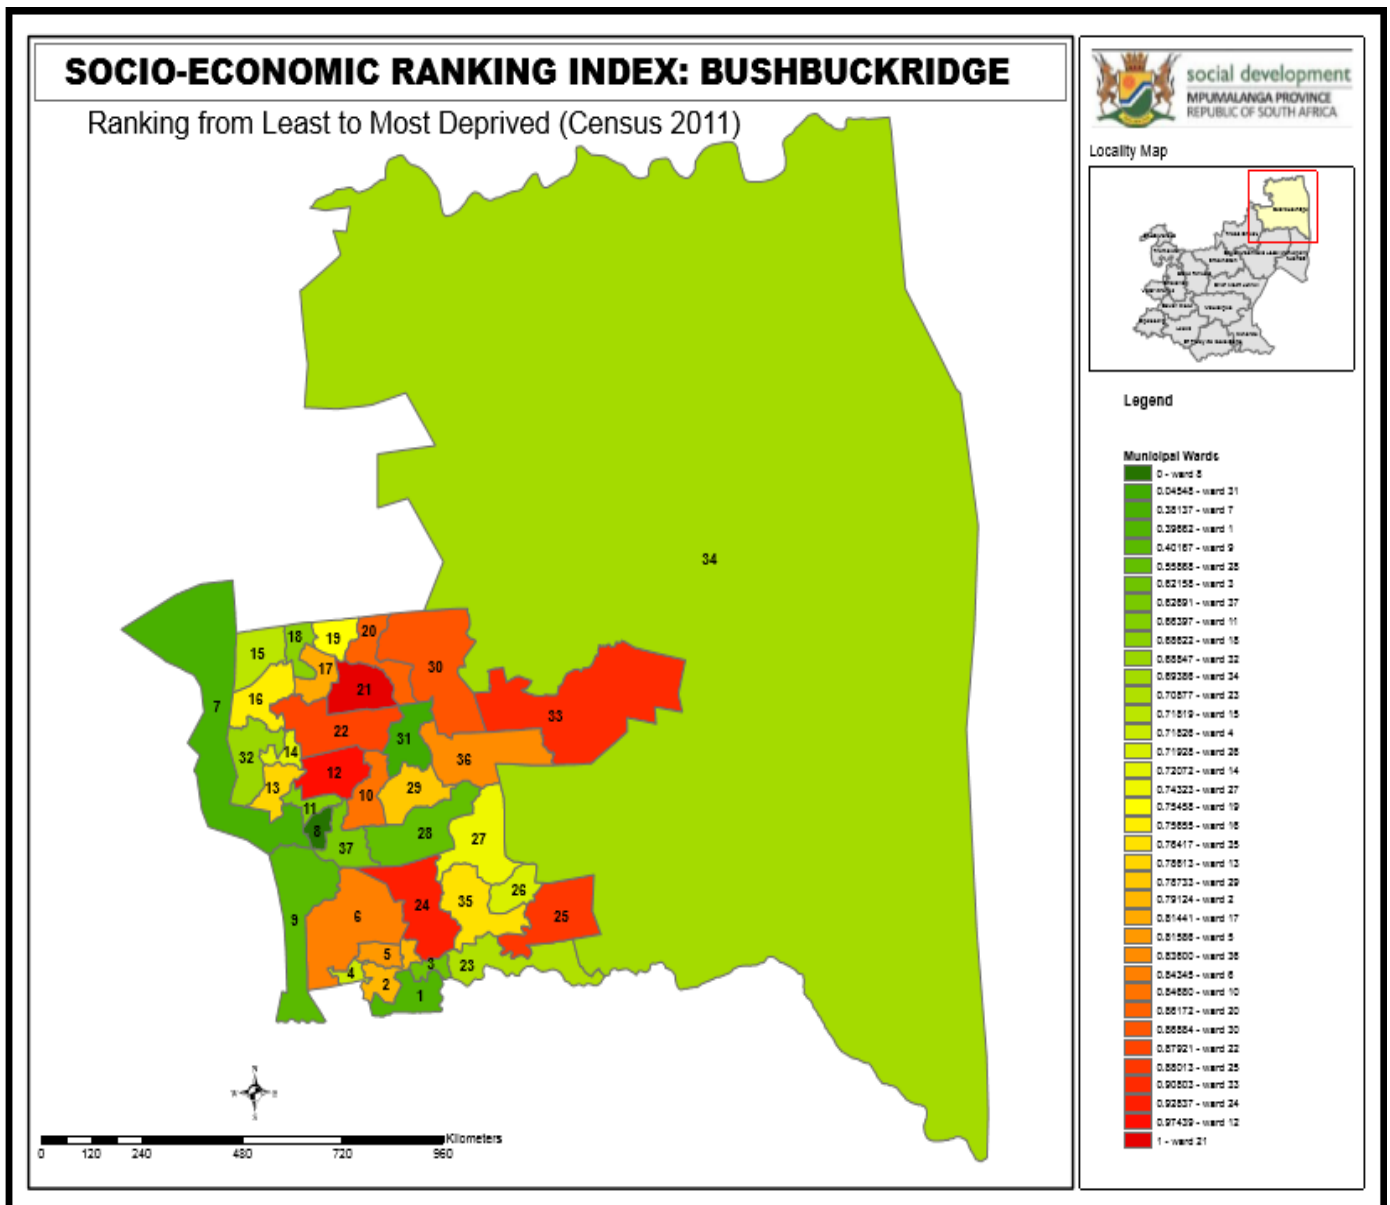 SOCIO-ECONOMIC RANKING INDEX: BUSHBUCKRIDGE
Ranking from Least to Most Deprived (Census 2011)
social development
MPUMALANGA PROVINCE
REPUBLIC OF SOUTH AFRICA
Locality Map
Legend
Municipal Wards
0 - ward 8
0.04548 - ward 31
0.38137 - ward 7
0.39662 - ward 1
0.40167 - ward 9
0.55868 - ward 28
0.62158 - ward 3
0.62691 - ward 37
0.66397 - ward 11
0.68622 - ward 18
0.68847 - ward 32
0.69386 - ward 34
0.70877 - ward 23
0.71819 - ward 15
0.71826 - ward 4
0.71928 - ward 26
0.72072 - ward 14
0.74323 - ward 27
0.75458 - ward 19
0.75655 - ward 16
0.76417 - ward 35
0.78613 - ward 13
0.78733 - ward 29
0.79124 - ward 2
0.81441 - ward 17
0.81586 - ward 5
0.83600 - ward 36
0.84345 - ward 6
0.84680 - ward 10
0.86172 - ward 20
0.86884 - ward 30
0.87921 - ward 22
0.88013 - ward 25
0.90803 - ward 33
0.92837 - ward 24
0.97439 - ward 12
1 - ward 21
34
18
19
20
15
17
30
16
21
7
33
22
31
32
14
36
12
13
29
10
11
8
28
27
37
26
35
24
6
25
9
5
3
23
4
2
1
N
W
E
S
Kilometers
0 120 240 480 720 960